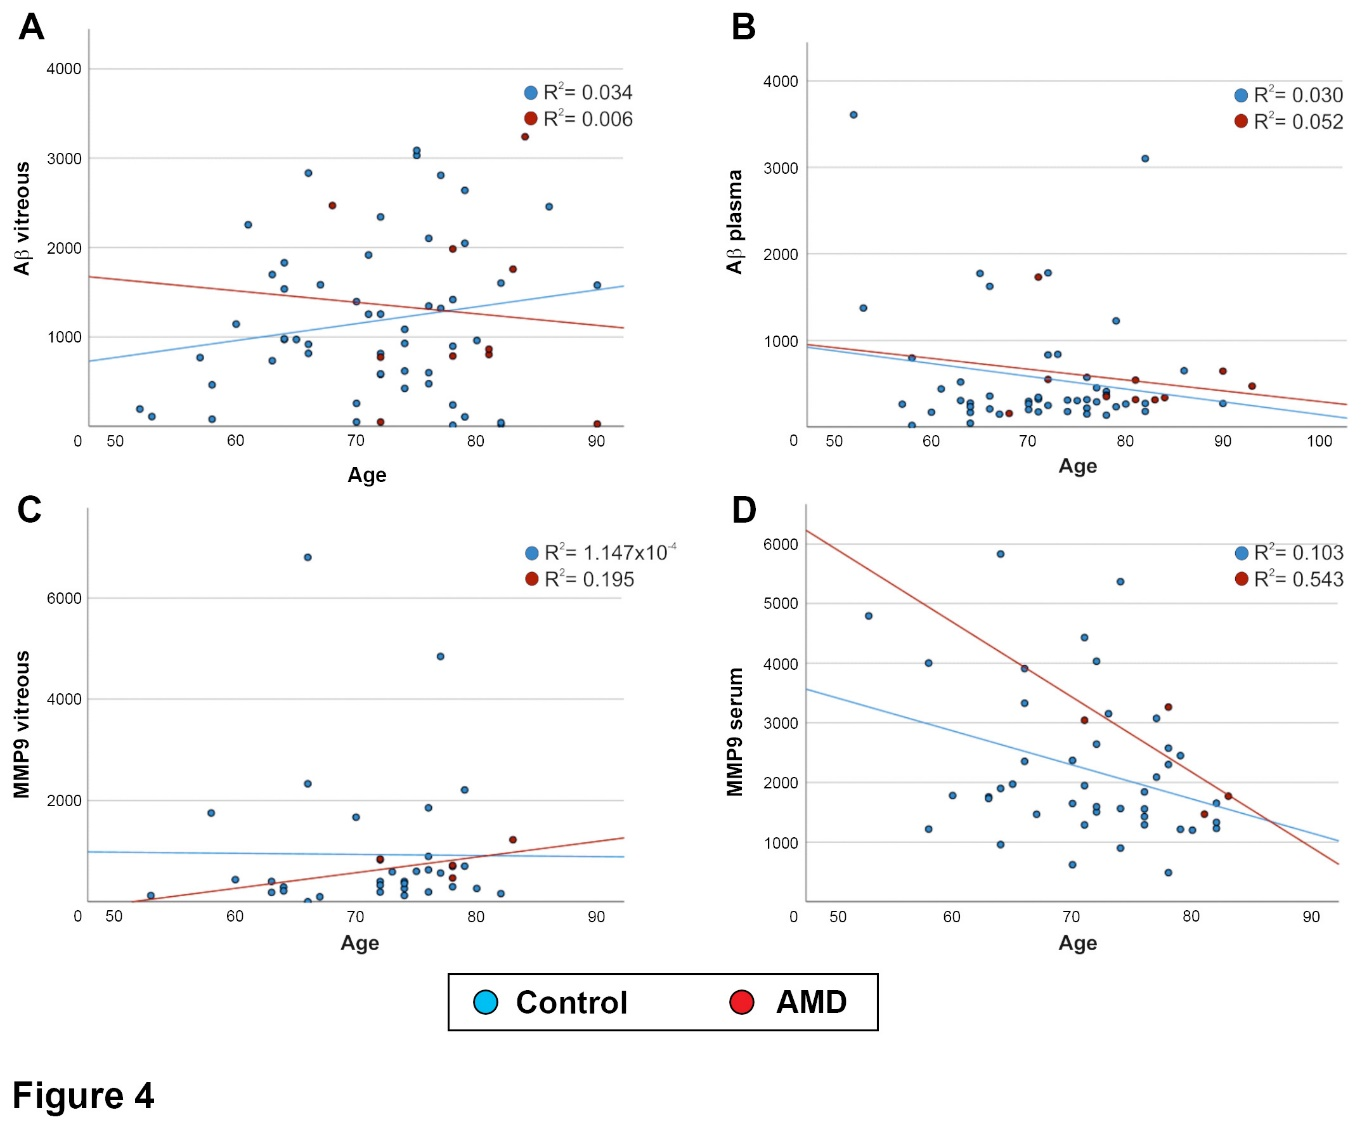 A
4000
3000
2000
1000
Aβ vitreous
R²= 0.034
R²= 0.006
0 50 60 70 80 90
Age
B
4000
3000
2000
1000
Aβ plasma
R²= 0.030
R²= 0.052
0 50 60 70 80 90 100
Age
C
6000
4000
2000
MMP9 vitreous
R²= 1.147x10⁻⁴
R²= 0.195
0 50 60 70 80 90
Age
D
6000
5000
4000
3000
2000
1000
MMP9 serum
R²= 0.103
R²= 0.543
0 50 60 70 80 90
Age
Control AMD
Figure 4